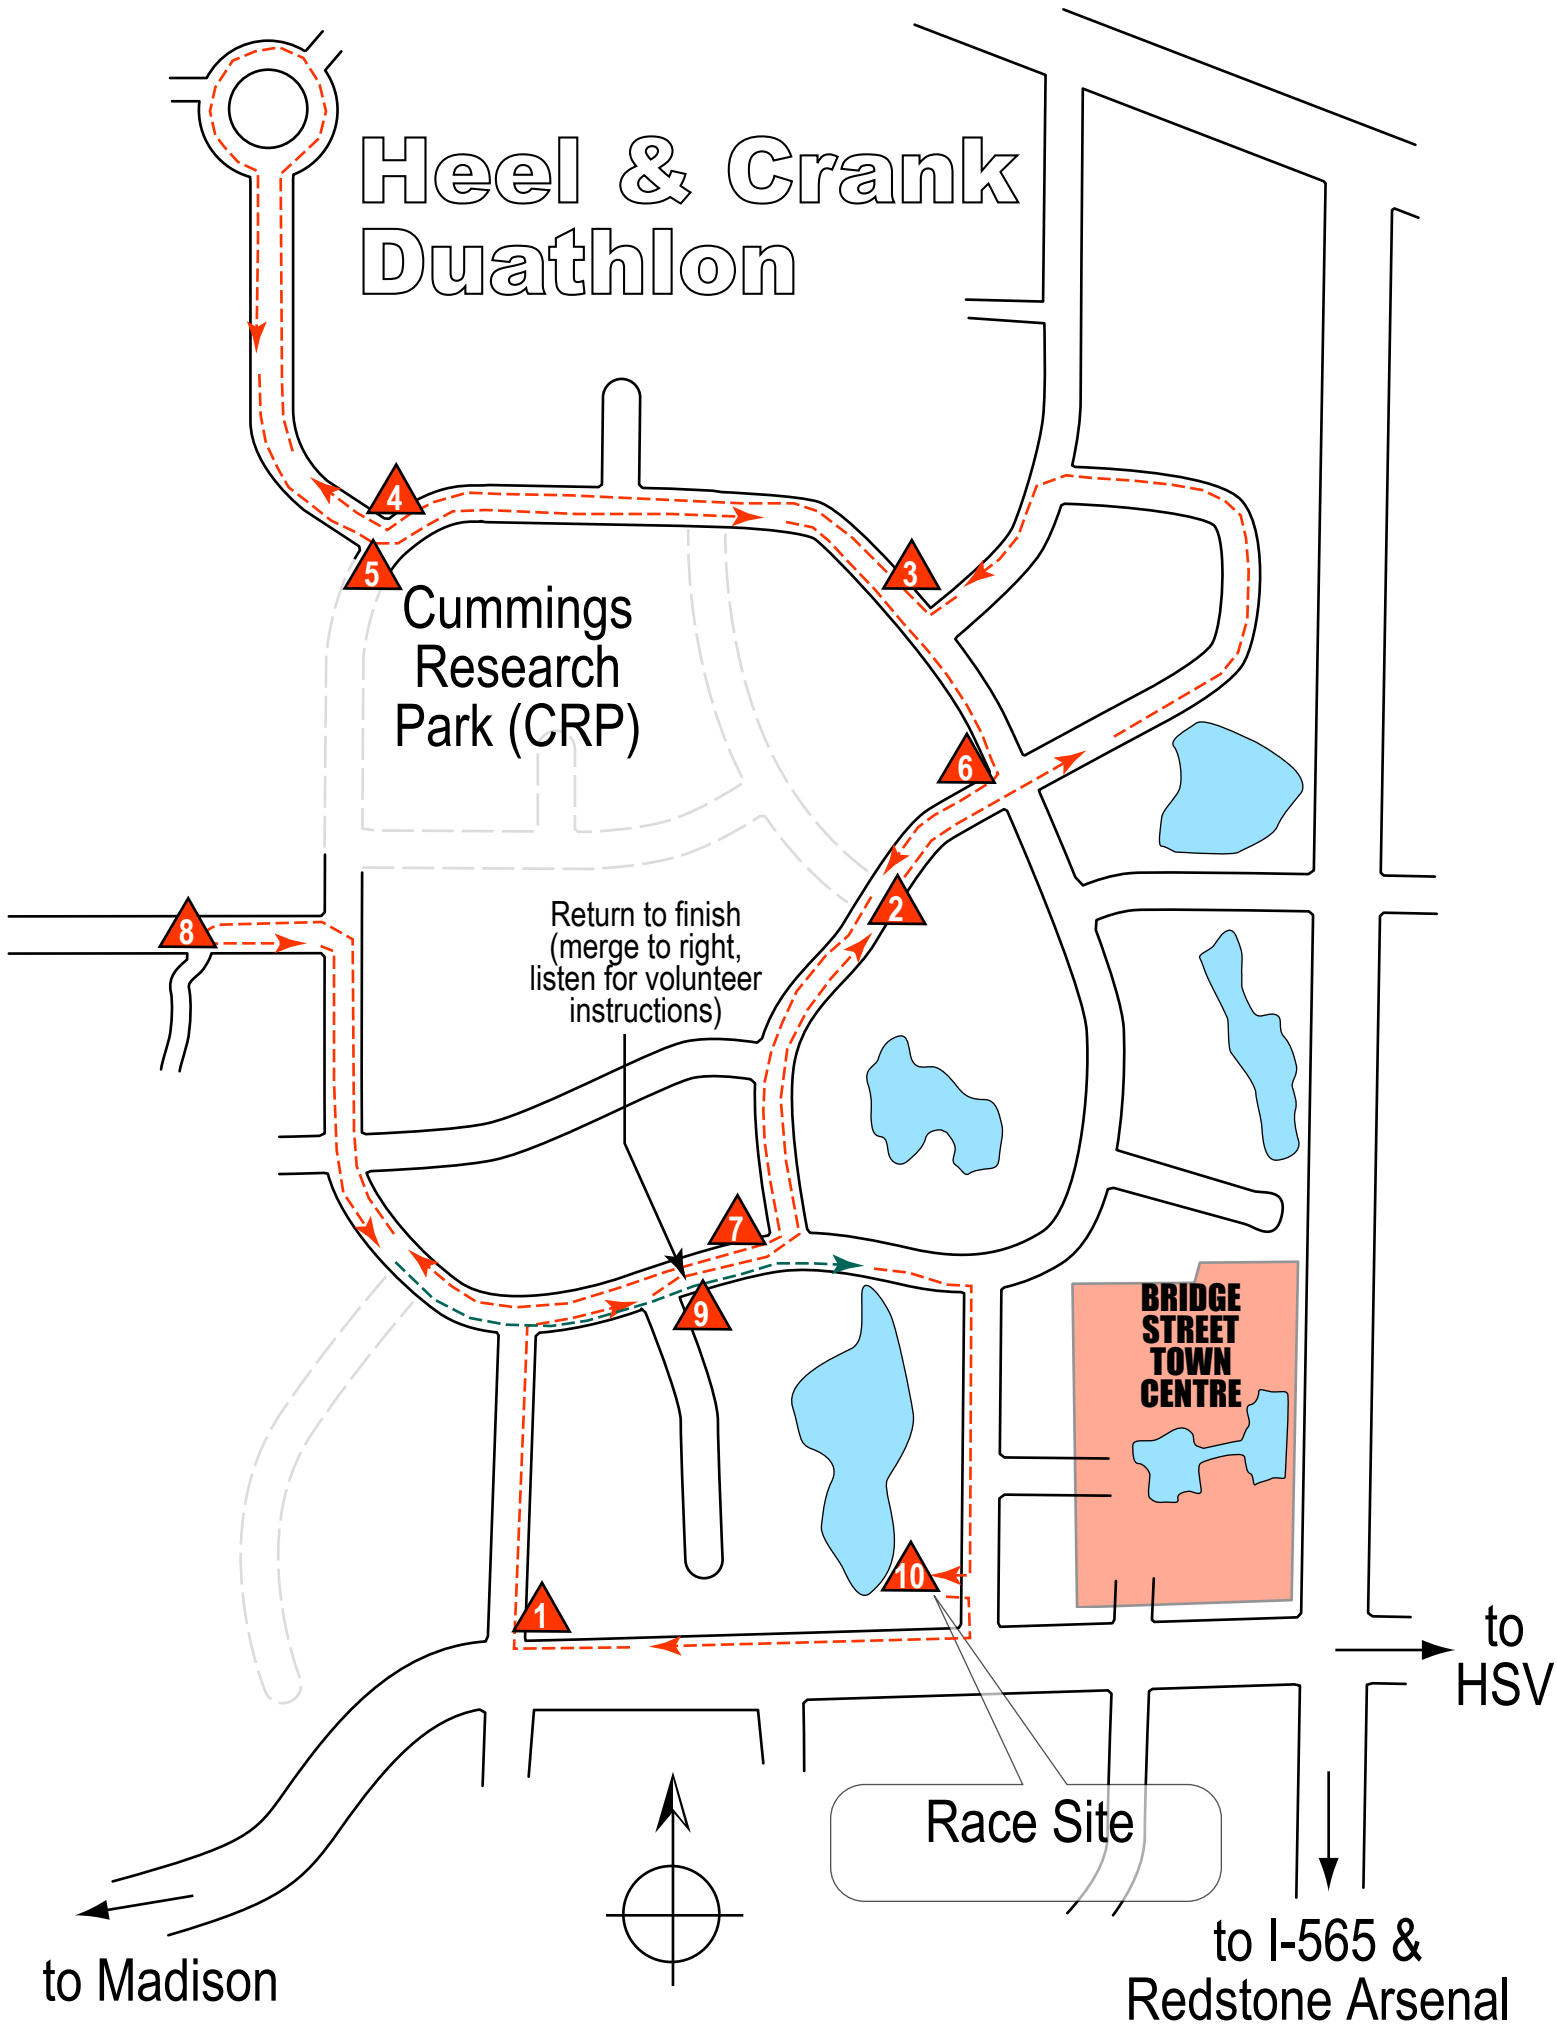 Heel & Crank
Duathlon
4
5
3
Cummings
Research
Park (CRP)
6
2
8
Return to finish
(merge to right,
listen for volunteer
instructions)
7
9
BRIDGE
STREET
TOWN
CENTRE
10
1
to
HSV
Race Site
to I-565 &
Redstone Arsenal
to Madison